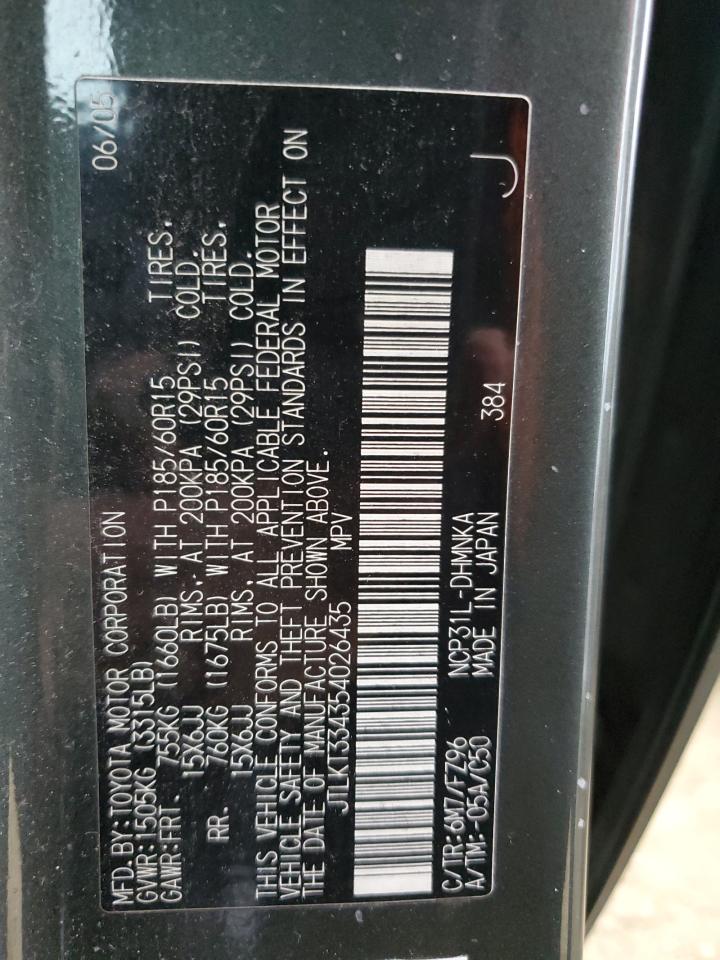 MFD.BY:TOYOTA MOTOR CORPORATION 06/05
GVWR:1505KG (3315LB)
GAWR:FRT. 755KG (1660LB) WITH P185/60R15 TIRES.
15X6JJ RIMS, AT 200KPA (29PSI) COLD.
RR. 760KG (1675LB) WITH P185/60R15 TIRES.
15X6JJ RIMS, AT 200KPA (29PSI) COLD.
THIS VEHICLE CONFORMS TO ALL APPLICABLE FEDERAL MOTOR
VEHICLE SAFETY AND THEFT PREVENTION STANDARDS IN EFFECT ON
THE DATE OF MANUFACTURE SHOWN ABOVE.
JTLKT334354026435 MPV
C/TR:6M7/FZ96 NCP31L-DHMNKA
A/TM-05A/C50 MADE IN JAPAN 384 J